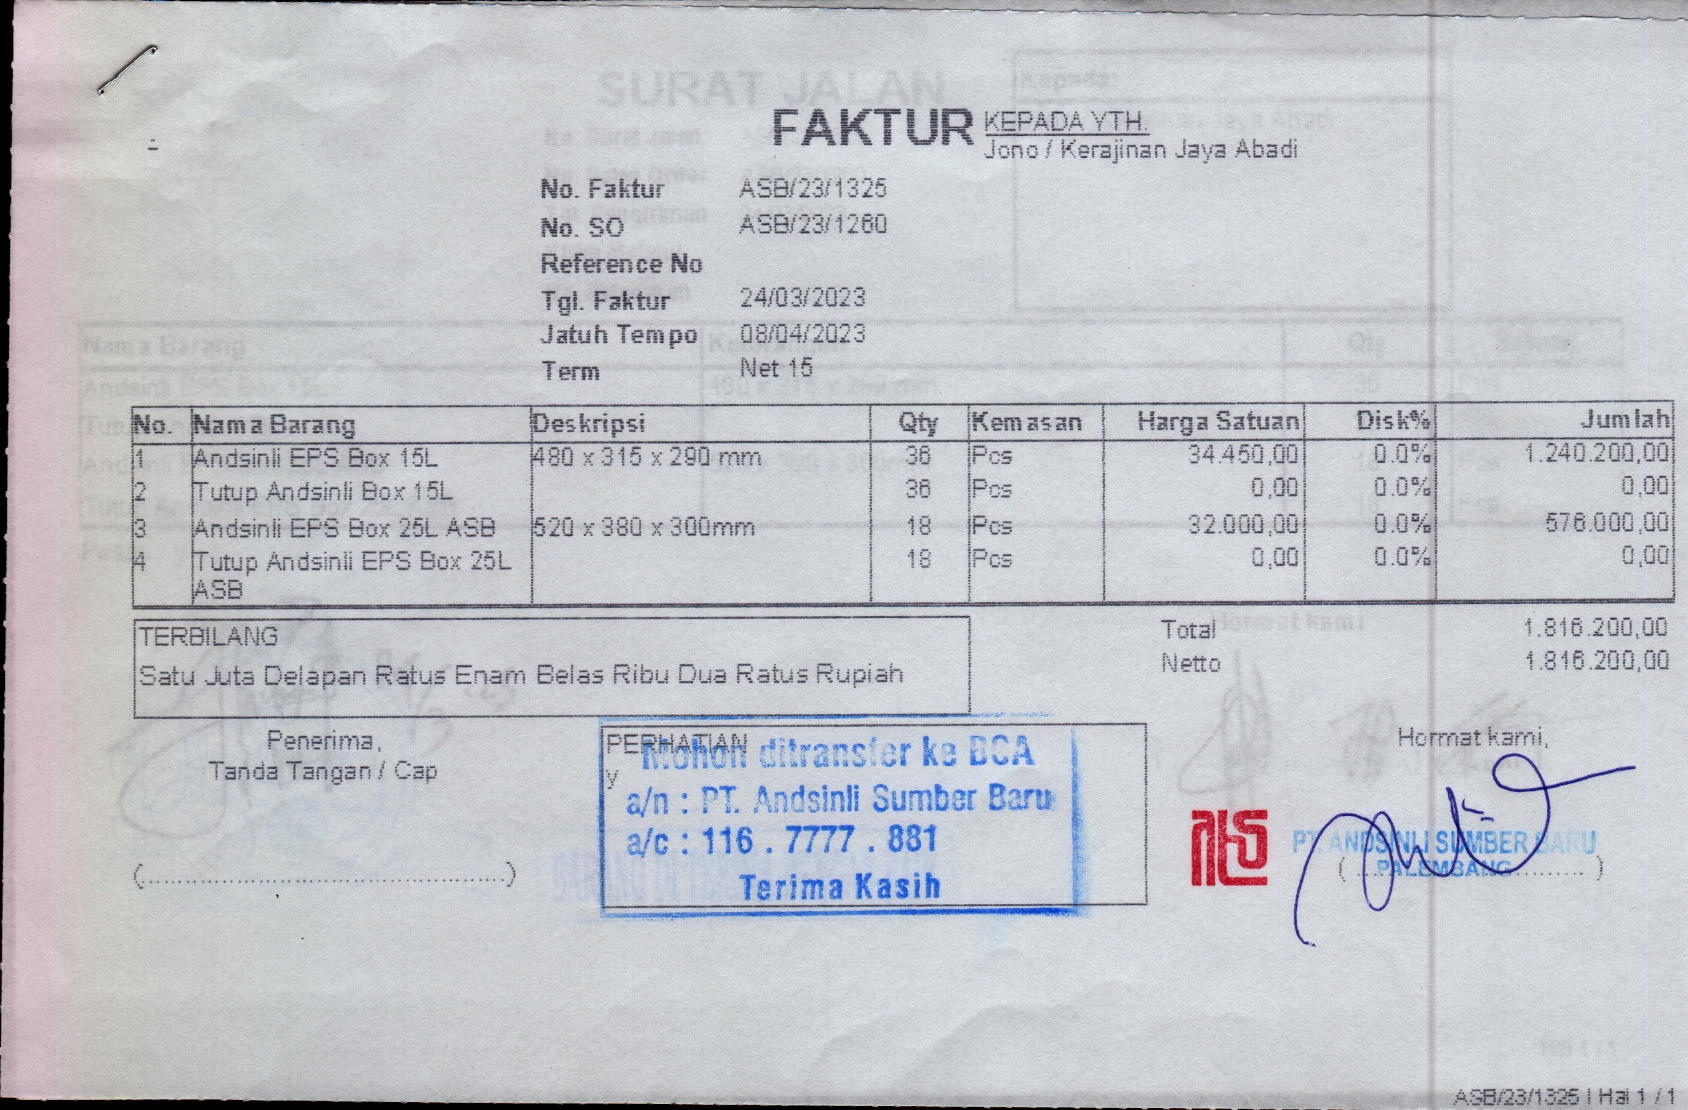 FAKTUR
KEPADA YTH.
Jono / Kerajinan Jaya Abadi
No. Faktur ASB/23/1325
No. SO ASB/23/1260
Reference No
Tgl. Faktur 24/03/2023
Jatuh Tempo 08/04/2023
Term Net 15
No. Nama Barang Deskripsi Qty Kemasan Harga Satuan Disk% Jumlah
1 Andsinli EPS Box 15L 480 x 315 x 290 mm 36 Pcs 34.450,00 0.0% 1.240.200,00
2 Tutup Andsinli Box 15L 36 Pcs 0,00 0.0% 0,00
3 Andsinli EPS Box 25L ASB 520 x 380 x 300mm 18 Pcs 32.000,00 0.0% 576.000,00
4 Tutup Andsinli EPS Box 25L 18 Pcs 0,00 0.0% 0,00
ASB
TERBILANG
Satu Juta Delapan Ratus Enam Belas Ribu Dua Ratus Rupiah
Total 1.816.200,00
Netto 1.816.200,00
Penerima,
Tanda Tangan / Cap
(........................................)
PERHATIAN
y
Mohon ditransfer ke BCA
a/n : PT. Andsinli Sumber Baru
a/c : 116 . 7777 . 881
Terima Kasih
Hormat kami,
PT. ANDSINLI SUMBER BARU
PALEMBANG
ASB/23/1325 | Hal 1 / 1
SURAT JALAN
Kepada:
Nama Barang